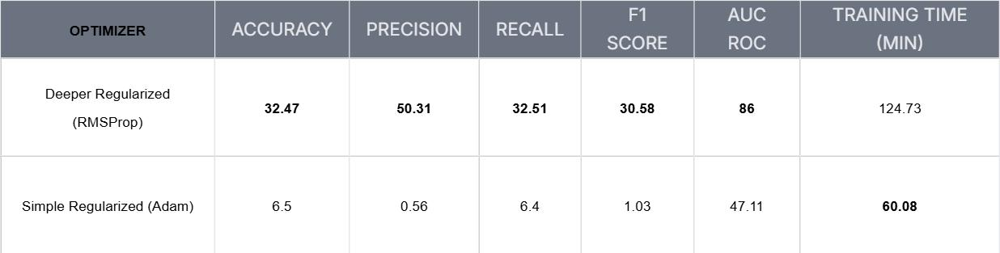 OPTIMIZER ACCURACY PRECISION RECALL F1 SCORE AUC ROC TRAINING TIME (MIN)
Deeper Regularized (RMSProp) 32.47 50.31 32.51 30.58 86 124.73
Simple Regularized (Adam) 6.5 0.56 6.4 1.03 47.11 60.08